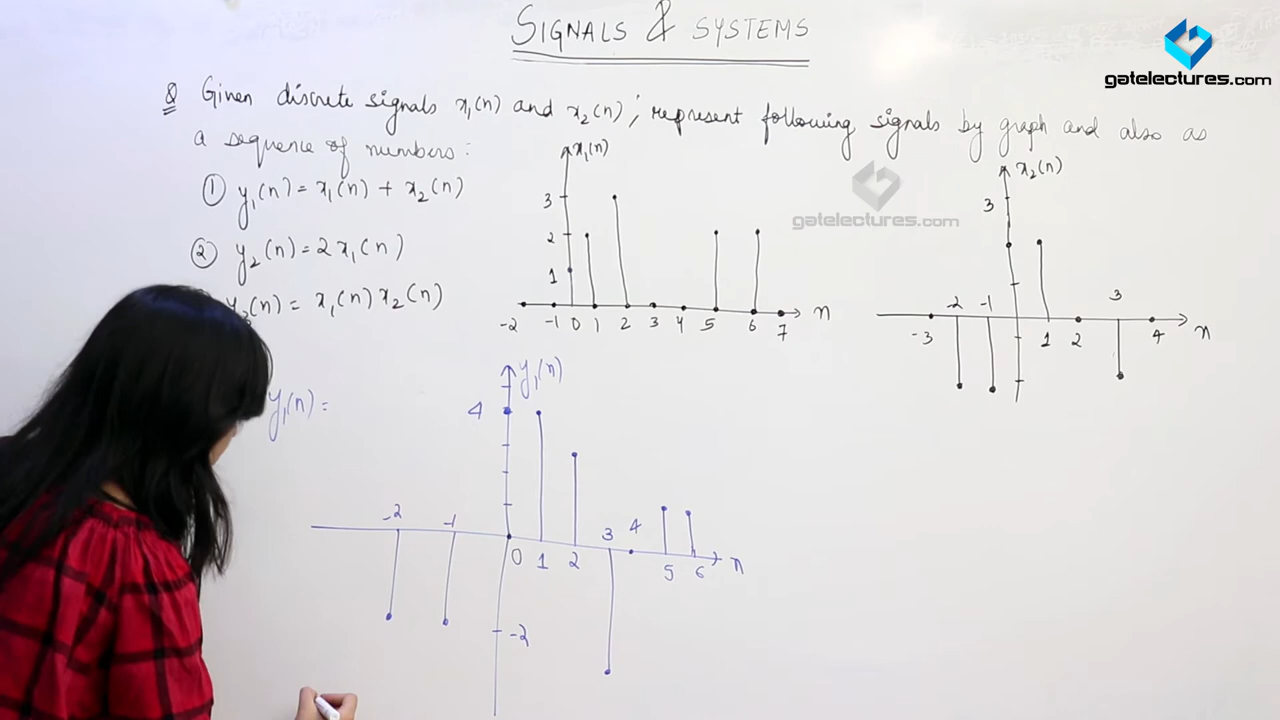 SIGNALS & SYSTEMS
gatelectures.com
Q Given discrete signals x₁(n) and x₂(n), represent following signals by graph and also as
a sequence of numbers:
① y₁(n) = x₁(n) + x₂(n)
② y₂(n) = 2x₁(n)
y₃(n) = x₁(n) x₂(n)
x₁(n)
3
2
1
-2 -1 0 1 2 3 4 5 6 7 n
gatelectures.com
x₂(n)
3
-2 -1 3
-3 1 2 4 n
y₁(n) =
y₁(n)
4
-2 -1 3 4
0 1 2 5 6 n
-2